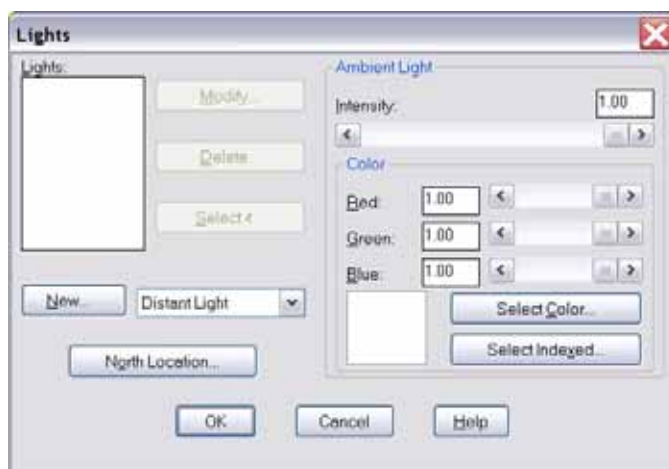 Lights
Lights:
Modify...
Delete
Select <
New...
Distant Light
North Location...
Ambient Light
Intensity: 1.00
Color
Red: 1.00
Green: 1.00
Blue: 1.00
Select Color...
Select Indexed...
OK Cancel Help